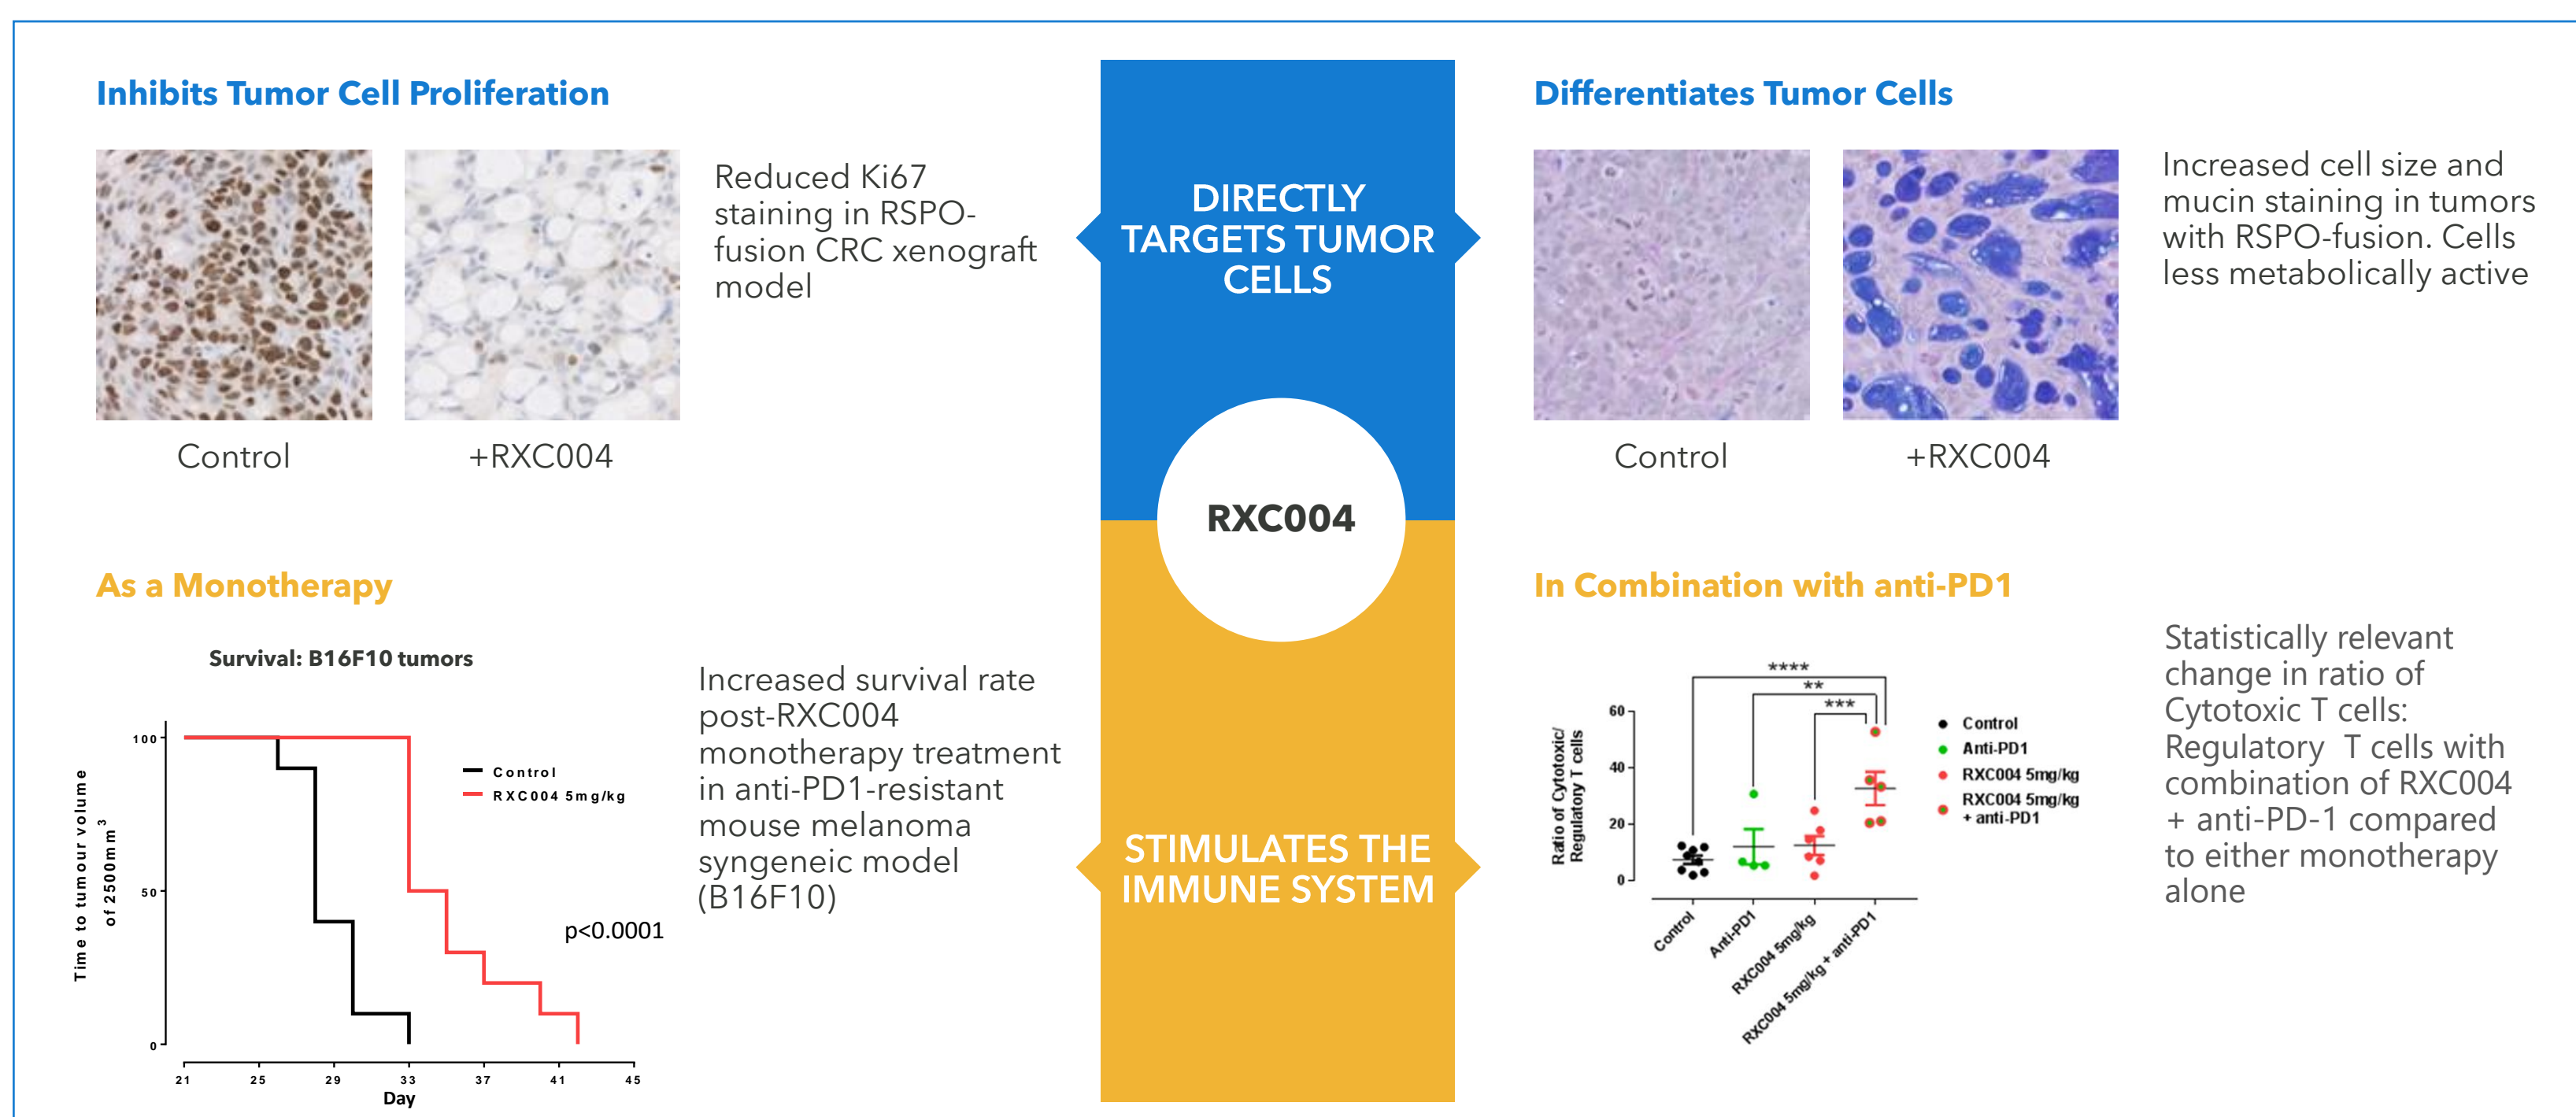 Inhibits Tumor Cell Proliferation
Control
+RXC004
Reduced Ki67
staining in RSPO-
fusion CRC xenograft
model
DIRECTLY
TARGETS TUMOR
CELLS
Differentiates Tumor Cells
Control
+RXC004
Increased cell size and
mucin staining in tumors
with RSPO-fusion. Cells
less metabolically active
RXC004
As a Monotherapy
Survival: B16F10 tumors
Time to tumour volume
of 2500mm³
100
50
0
Control
RXC004 5mg/kg
p<0.0001
21 25 29 33 37 41 45
Day
Increased survival rate
post-RXC004
monotherapy treatment
in anti-PD1-resistant
mouse melanoma
syngeneic model
(B16F10)
STIMULATES THE
IMMUNE SYSTEM
In Combination with anti-PD1
Ratio of Cytotoxic/
Regulatory T cells
60
40
20
0
****
**
***
Control
Anti-PD1
RXC004 5mg/kg
RXC004 5mg/kg
+ anti-PD1
Control
Anti-PD1
RXC004 5mg/kg
RXC004 5mg/kg + anti-PD1
Statistically relevant
change in ratio of
Cytotoxic T cells:
Regulatory T cells with
combination of RXC004
+ anti-PD-1 compared
to either monotherapy
alone